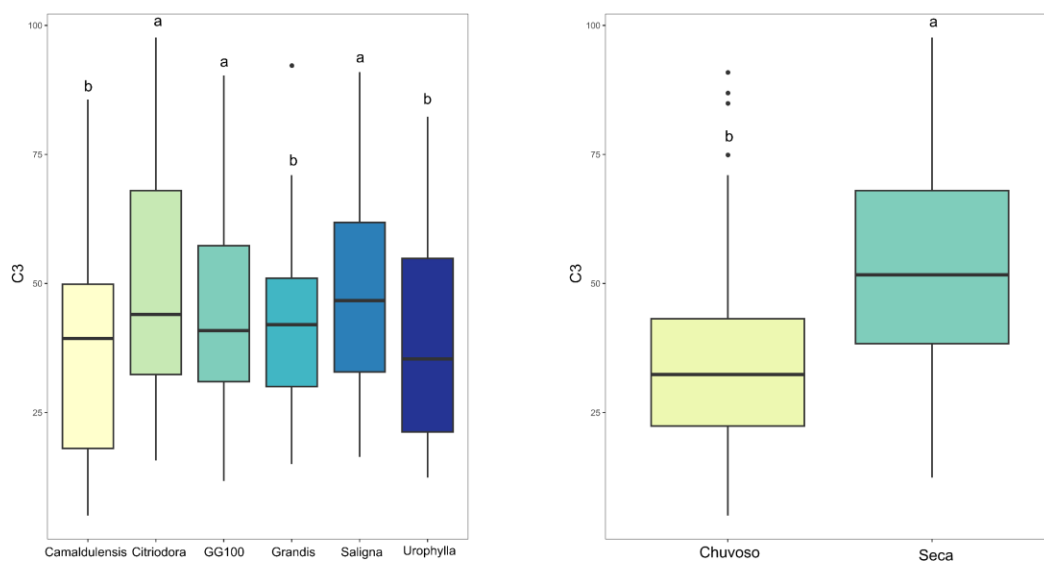 100
75
50
25
C3
b
a
a
b
a
b
Camaldulensis Citriodora GG100 Grandis Saligna Urophylla
100
75
50
25
C3
b
a
Chuvoso Seca